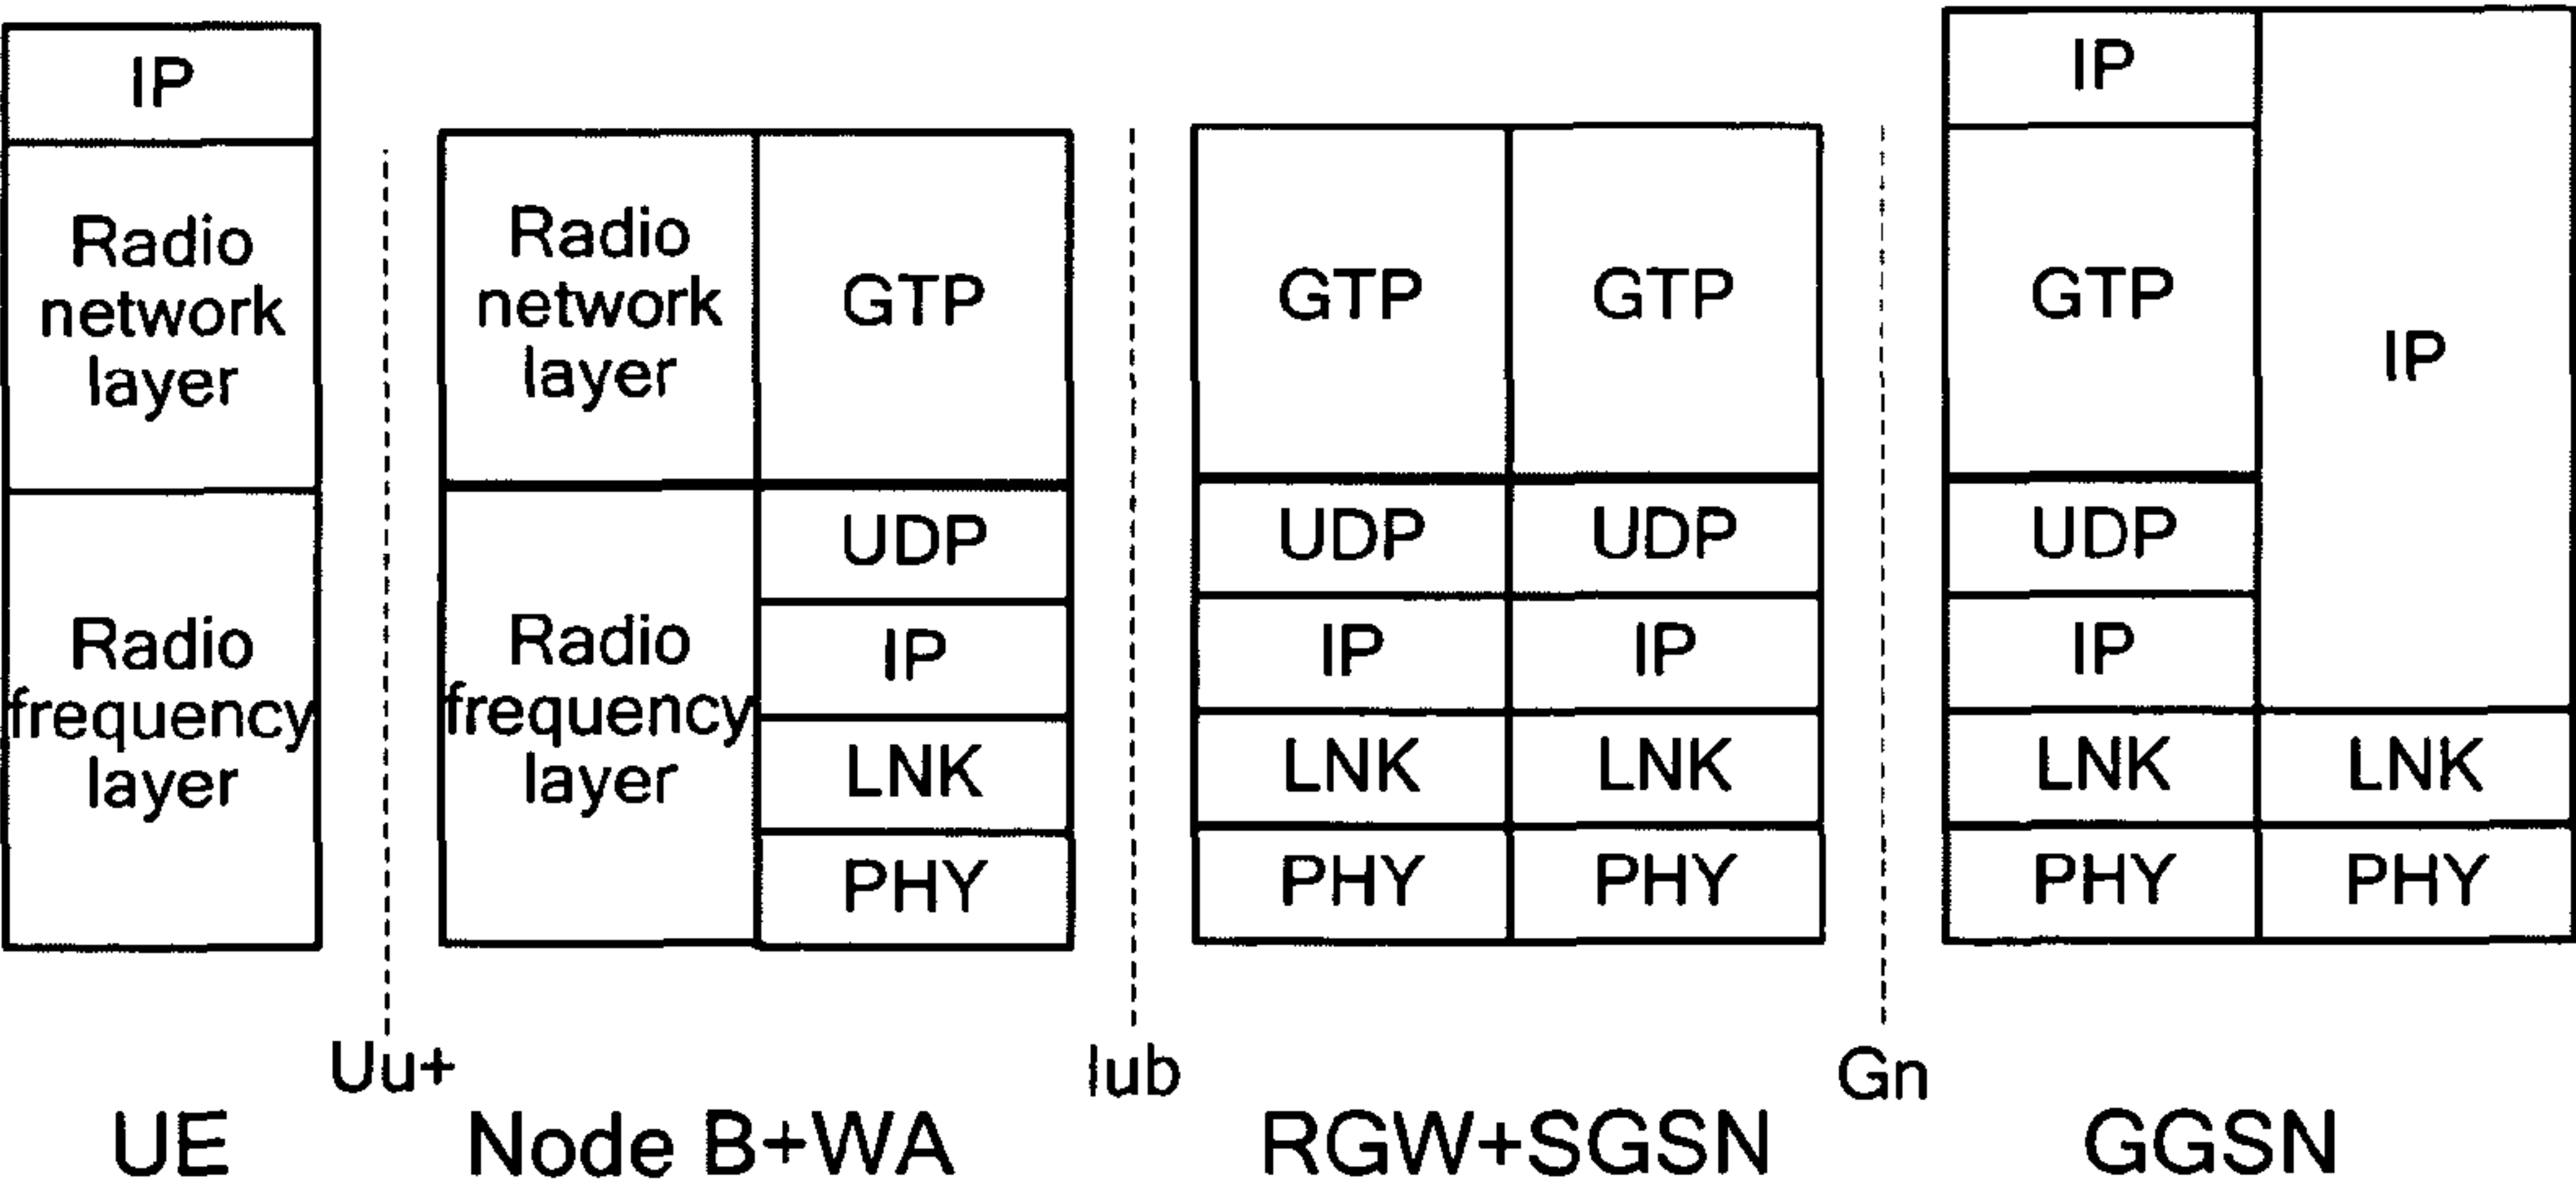 IP
Radio
network
layer
Radio
frequency
layer
Uu+
UE
Radio
network
layer
Radio
frequency
layer
GTP
UDP
IP
LNK
PHY
Iub
Node B+WA
GTP
UDP
IP
LNK
PHY
GTP
UDP
IP
LNK
PHY
Gn
RGW+SGSN
IP
GTP
UDP
IP
LNK
PHY
IP
LNK
PHY
GGSN